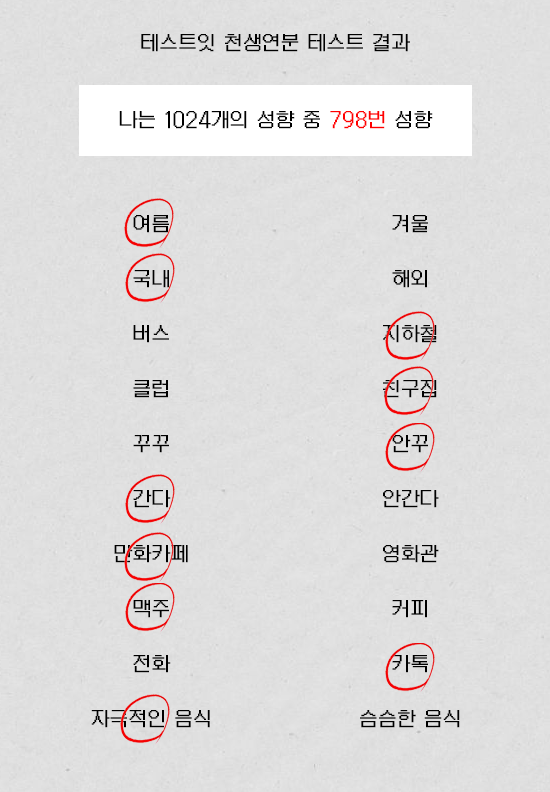 테스트잇 천생연분 테스트 결과
나는 1024개의 성향 중 798번 성향
여름 겨울
국내 해외
버스 지하철
클럽 친구집
꾸꾸 안꾸
간다 안간다
만화카페 영화관
맥주 커피
전화 카톡
자극적인 음식 슴슴한 음식